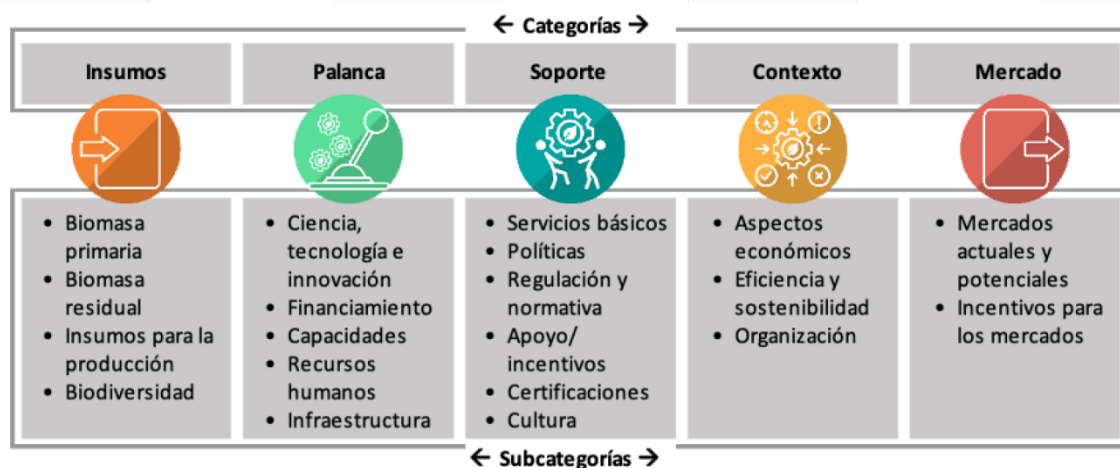 ← Categorías →
Insumos
Palanca
Soporte
Contexto
Mercado
• Biomasa
primaria
• Biomasa
residual
• Insumos para la
producción
• Biodiversidad
• Ciencia,
tecnología e
innovación
• Financiamiento
• Capacidades
• Recursos
humanos
• Infraestructura
• Servicios básicos
• Políticas
• Regulación y
normativa
• Apoyo/
incentivos
• Certificaciones
• Cultura
• Aspectos
económicos
• Eficiencia y
sostenibilidad
• Organización
• Mercados
actuales y
potenciales
• Incentivos para
los mercados
← Subcategorías →